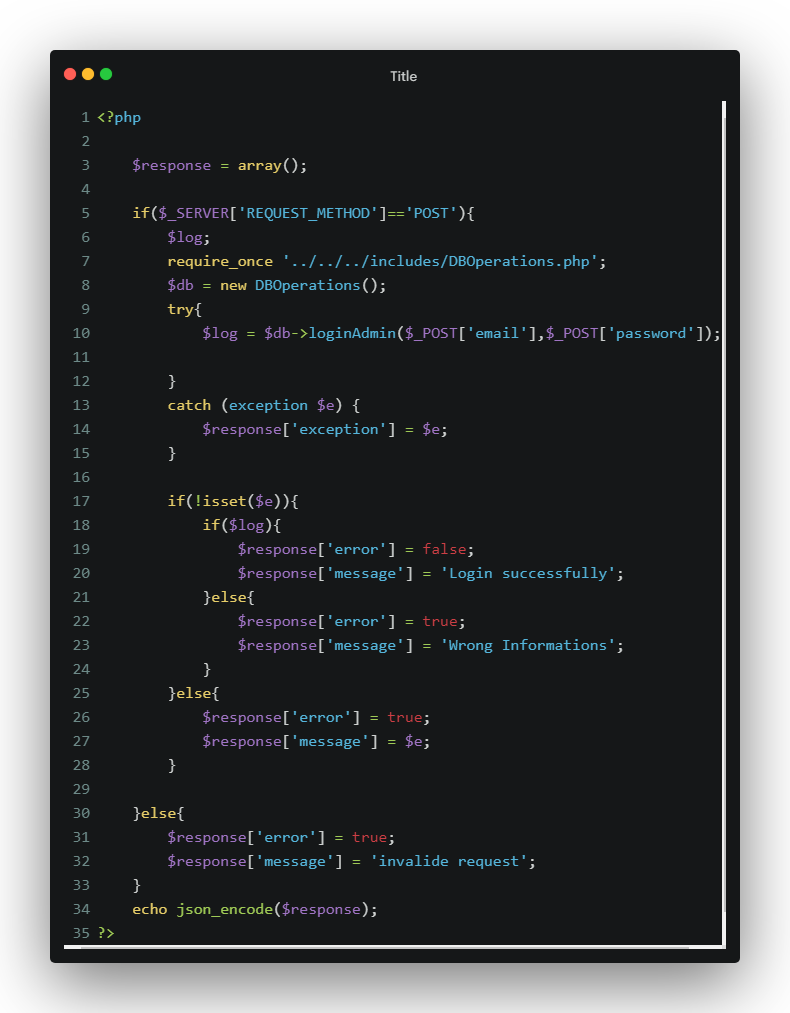 Title
1 <?php
2
3     $response = array();
4
5     if($_SERVER['REQUEST_METHOD']=='POST'){
6         $log;
7         require_once '../../../includes/DBOperations.php';
8         $db = new DBOperations();
9         try{
10             $log = $db->loginAdmin($_POST['email'],$_POST['password']);
11
12         }
13         catch (exception $e) {
14             $response['exception'] = $e;
15         }
16
17         if(!isset($e)){
18             if($log){
19                 $response['error'] = false;
20                 $response['message'] = 'Login successfully';
21             }else{
22                 $response['error'] = true;
23                 $response['message'] = 'Wrong Informations';
24             }
25         }else{
26             $response['error'] = true;
27             $response['message'] = $e;
28         }
29
30     }else{
31         $response['error'] = true;
32         $response['message'] = 'invalide request';
33     }
34     echo json_encode($response);
35 ?>